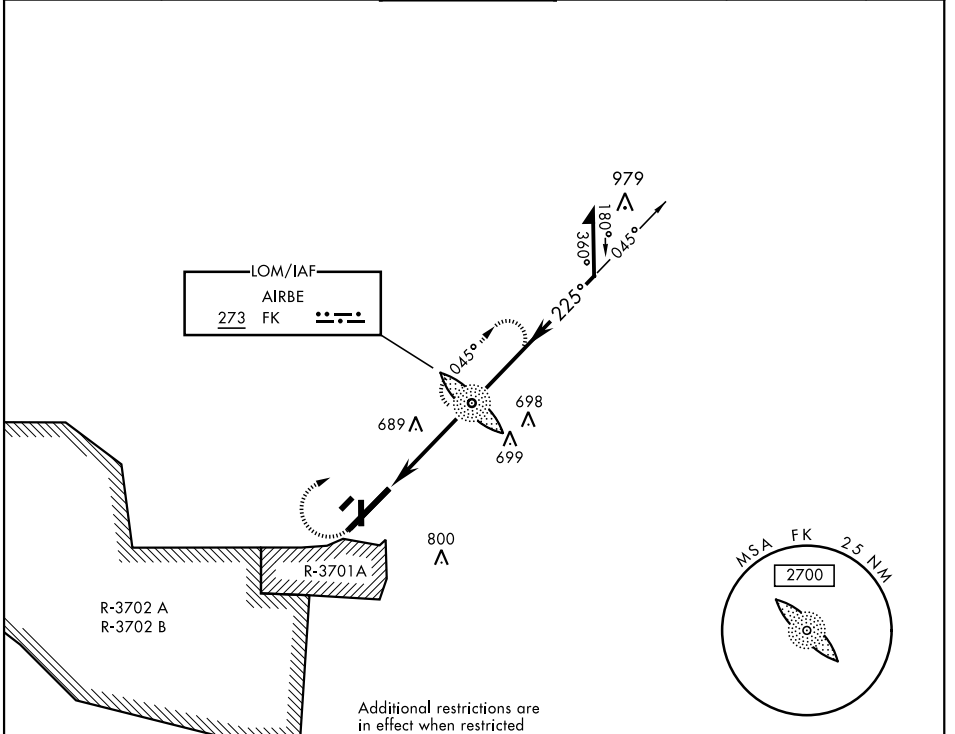 979
180°
360°
045°
225°
LOM/IAF
AIRBE
273 FK
045°
698
689
699
800
R-3701A
R-3702 A
R-3702 B
MSA FK 25 NM
2700
Additional restrictions are
in effect when restricted